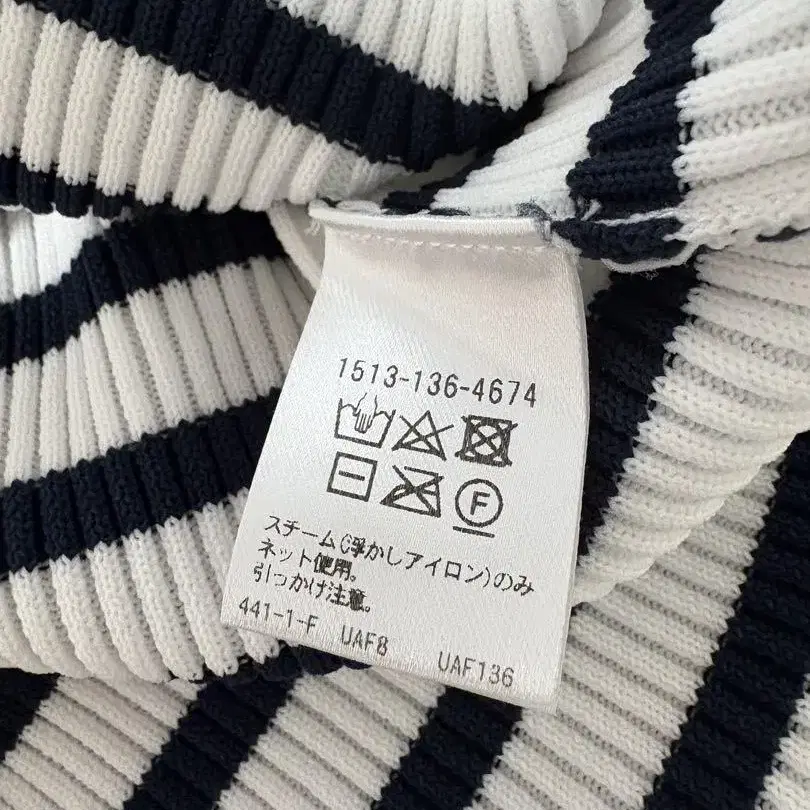 1513-136-4674
F
スチーム(浮かしアイロン)のみ
ネット使用。
引っかけ注意。
441-1-F UAF8 UAF136